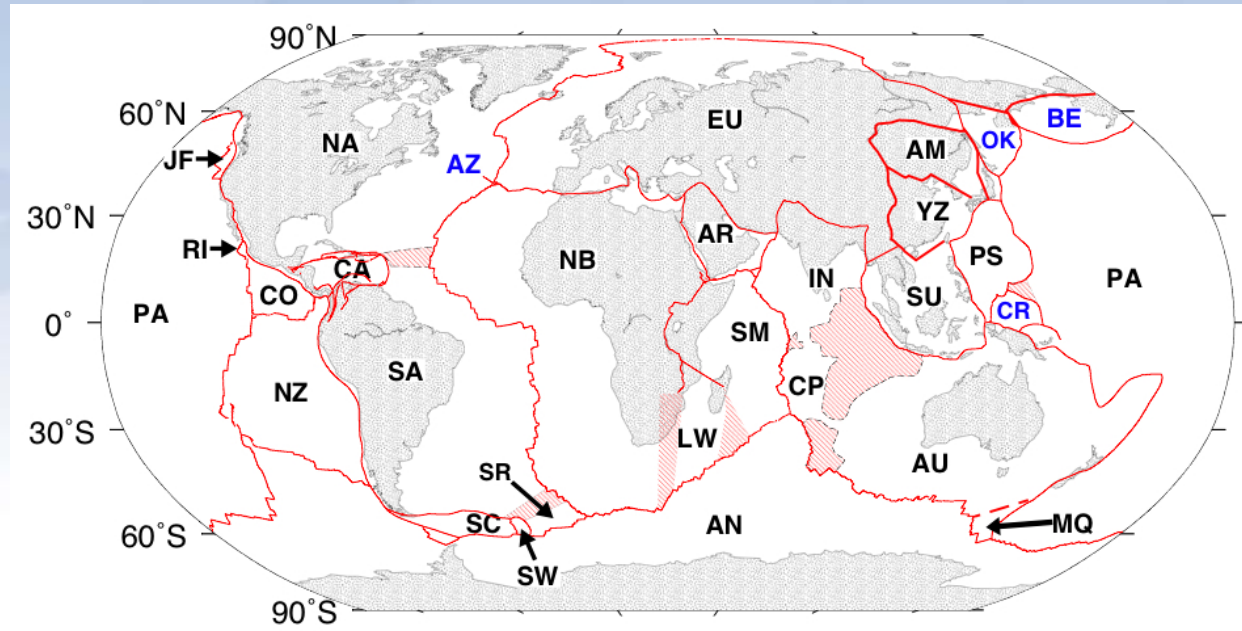 90˚N
60˚N
30˚N
0˚
30˚S
60˚S
90˚S
NA
EU
BE
OK
JF
AZ
AM
YZ
RI
AR
PS
CA
NB
IN
PA
CO
SU
CR
PA
SM
SA
NZ
CP
LW
AU
SR
SC
AN
MQ
SW